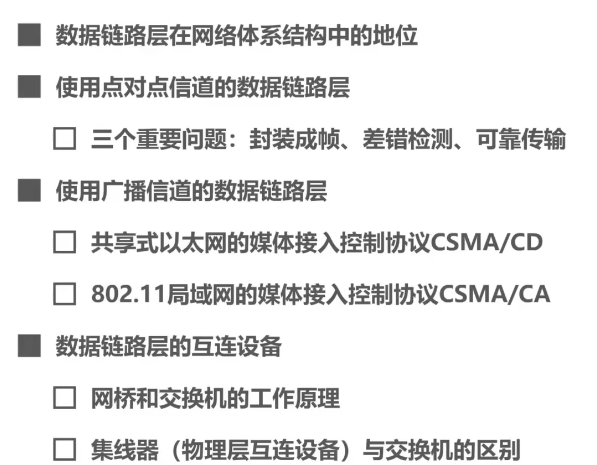 数据链路层在网络体系结构中的地位
使用点对点信道的数据链路层
三个重要问题：封装成帧、差错检测、可靠传输
使用广播信道的数据链路层
共享式以太网的媒体接入控制协议CSMA/CD
802.11局域网的媒体接入控制协议CSMA/CA
数据链路层的互连设备
网桥和交换机的工作原理
集线器（物理层互连设备）与交换机的区别